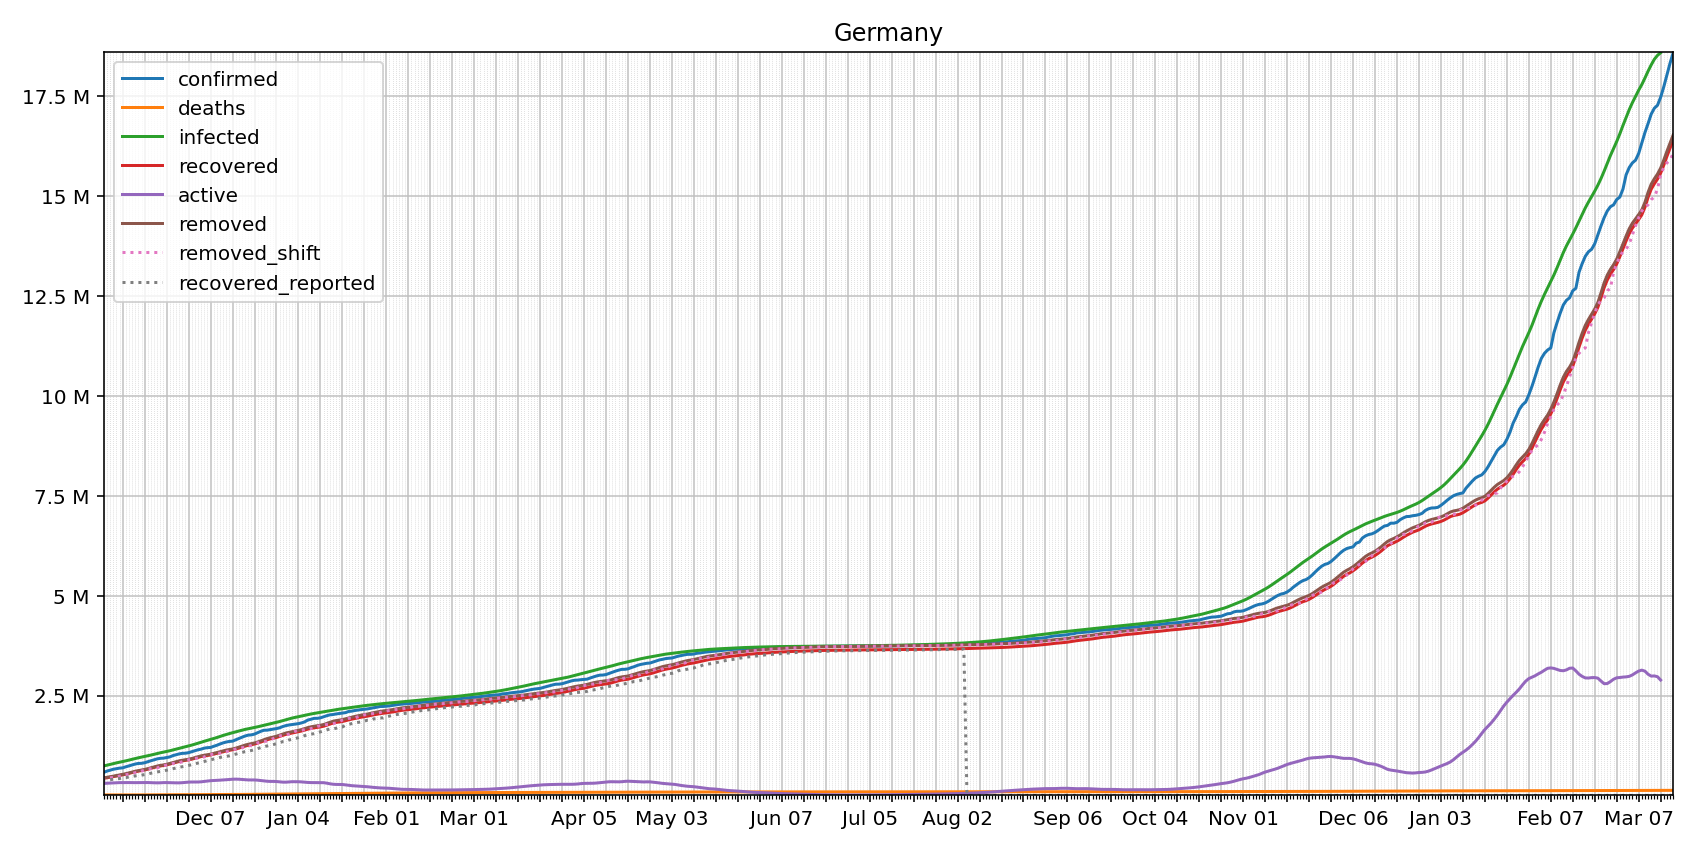 Germany
confirmed
deaths
infected
recovered
active
removed
removed_shift
recovered_reported
17.5 M
15 M
12.5 M
10 M
7.5 M
5 M
2.5 M
Dec 07 Jan 04 Feb 01 Mar 01 Apr 05 May 03 Jun 07 Jul 05 Aug 02 Sep 06 Oct 04 Nov 01 Dec 06 Jan 03 Feb 07 Mar 07